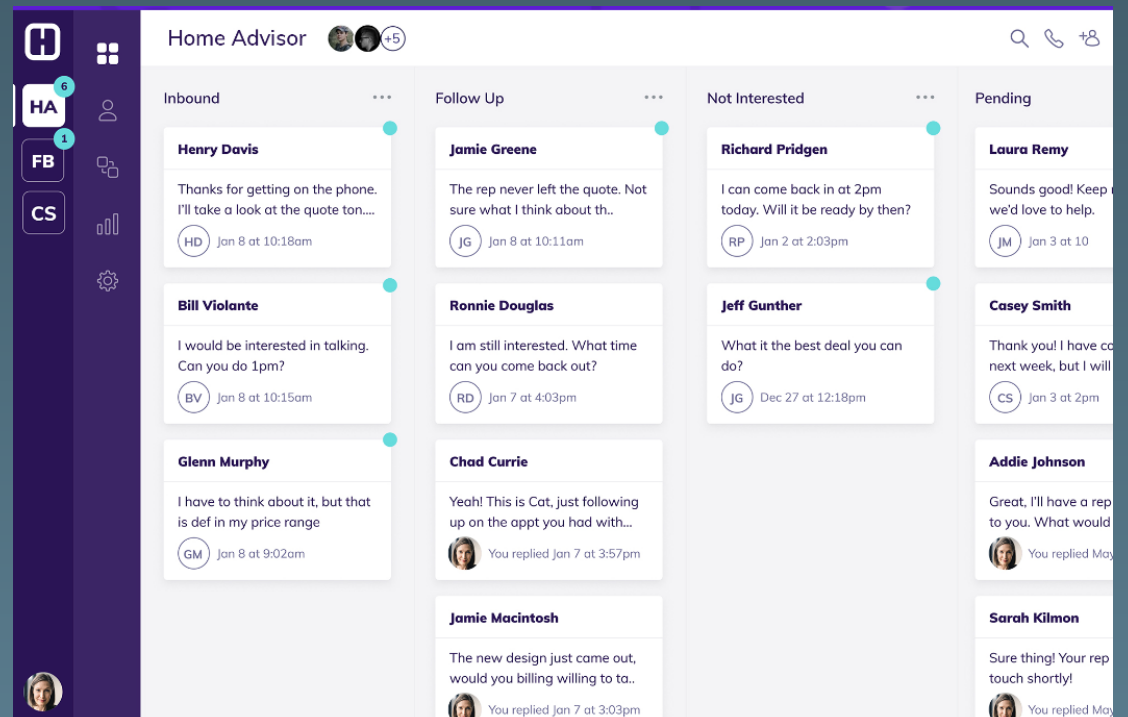 H
HA
6
FB
1
CS
Home Advisor
+5
Inbound
Henry Davis
Thanks for getting on the phone.
I'll take a look at the quote ton....
HD Jan 8 at 10:18am
Bill Violante
I would be interested in talking.
Can you do 1pm?
BV Jan 8 at 10:15am
Glenn Murphy
I have to think about it, but that
is def in my price range
GM Jan 8 at 9:02am
Follow Up
Jamie Greene
The rep never left the quote. Not
sure what I think about th..
JG Jan 8 at 10:11am
Ronnie Douglas
I am still interested. What time
can you come back out?
RD Jan 7 at 4:03pm
Chad Currie
Yeah! This is Cat, just following
up on the appt you had with...
You replied Jan 7 at 3:57pm
Jamie Macintosh
The new design just came out,
would you billing willing to ta..
You replied Jan 7 at 3:03pm
Not Interested
Richard Pridgen
I can come back in at 2pm
today. Will it be ready by then?
RP Jan 2 at 2:03pm
Jeff Gunther
What it the best deal you can
do?
JG Dec 27 at 12:18pm
Pending
Laura Remy
Sounds good! Keep
we'd love to help.
JM Jan 3 at 10
Casey Smith
Thank you! I have
next week, but I will
CS Jan 3 at 2pm
Addie Johnson
Great, I'll have a rep
to you. What would
You replied May
Sarah Kilmon
Sure thing! Your rep
touch shortly!
You replied May